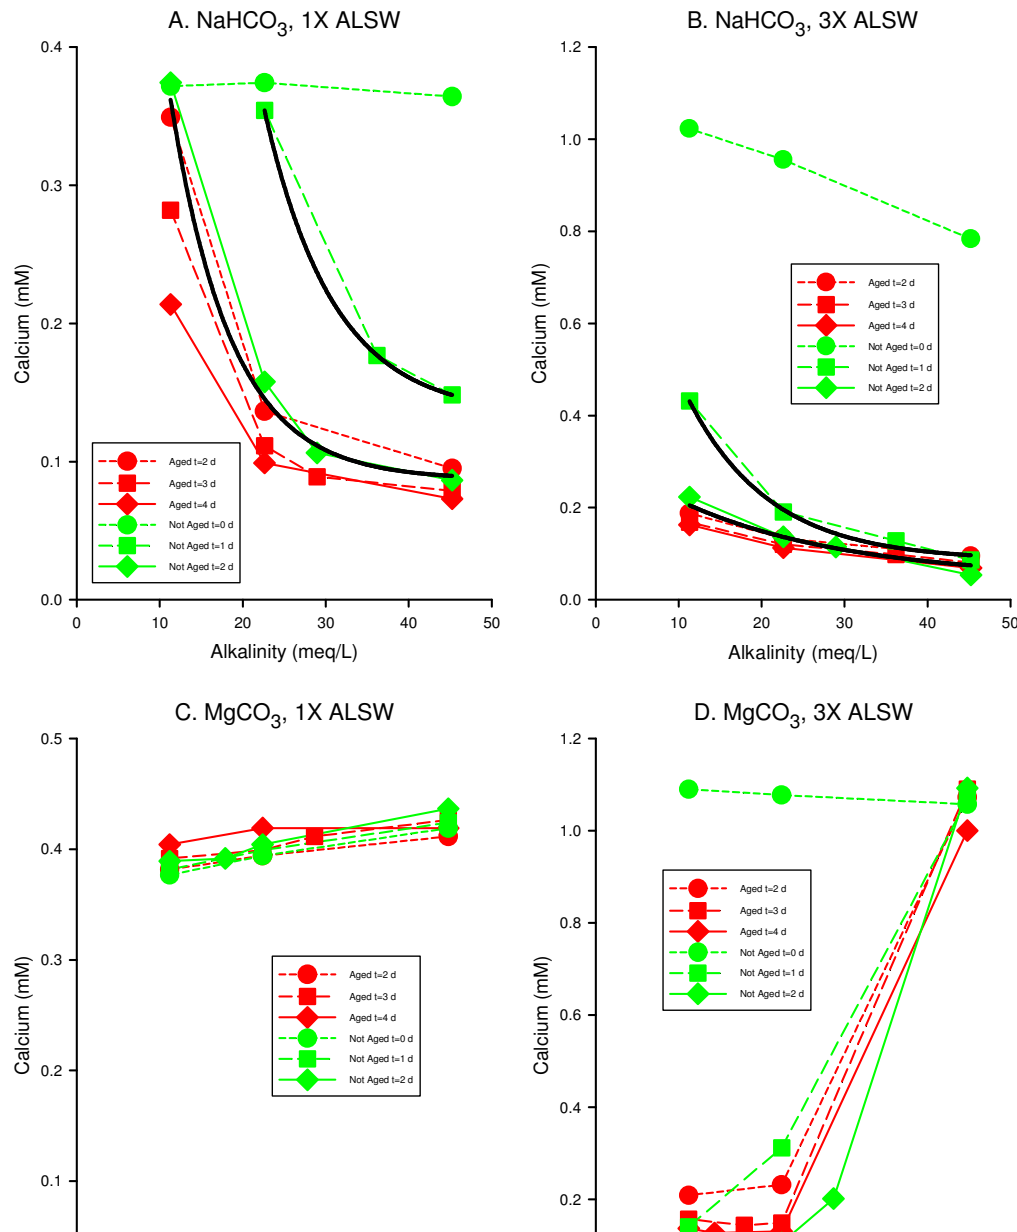 A. NaHCO3, 1X ALSW
Calcium (mM)
0.4
0.3
0.2
0.1
0.0
Aged t=2 d
Aged t=3 d
Aged t=4 d
Not Aged t=0 d
Not Aged t=1 d
Not Aged t=2 d
0 10 20 30 40 50
Alkalinity (meq/L)
B. NaHCO3, 3X ALSW
Calcium (mM)
1.2
1.0
0.8
0.6
0.4
0.2
0.0
Aged t=2 d
Aged t=3 d
Aged t=4 d
Not Aged t=0 d
Not Aged t=1 d
Not Aged t=2 d
0 10 20 30 40 50
Alkalinity (meq/L)
C. MgCO3, 1X ALSW
Calcium (mM)
0.5
0.4
0.3
0.2
0.1
Aged t=2 d
Aged t=3 d
Aged t=4 d
Not Aged t=0 d
Not Aged t=1 d
Not Aged t=2 d
D. MgCO3, 3X ALSW
Calcium (mM)
1.2
1.0
0.8
0.6
0.4
0.2
Aged t=2 d
Aged t=3 d
Aged t=4 d
Not Aged t=0 d
Not Aged t=1 d
Not Aged t=2 d